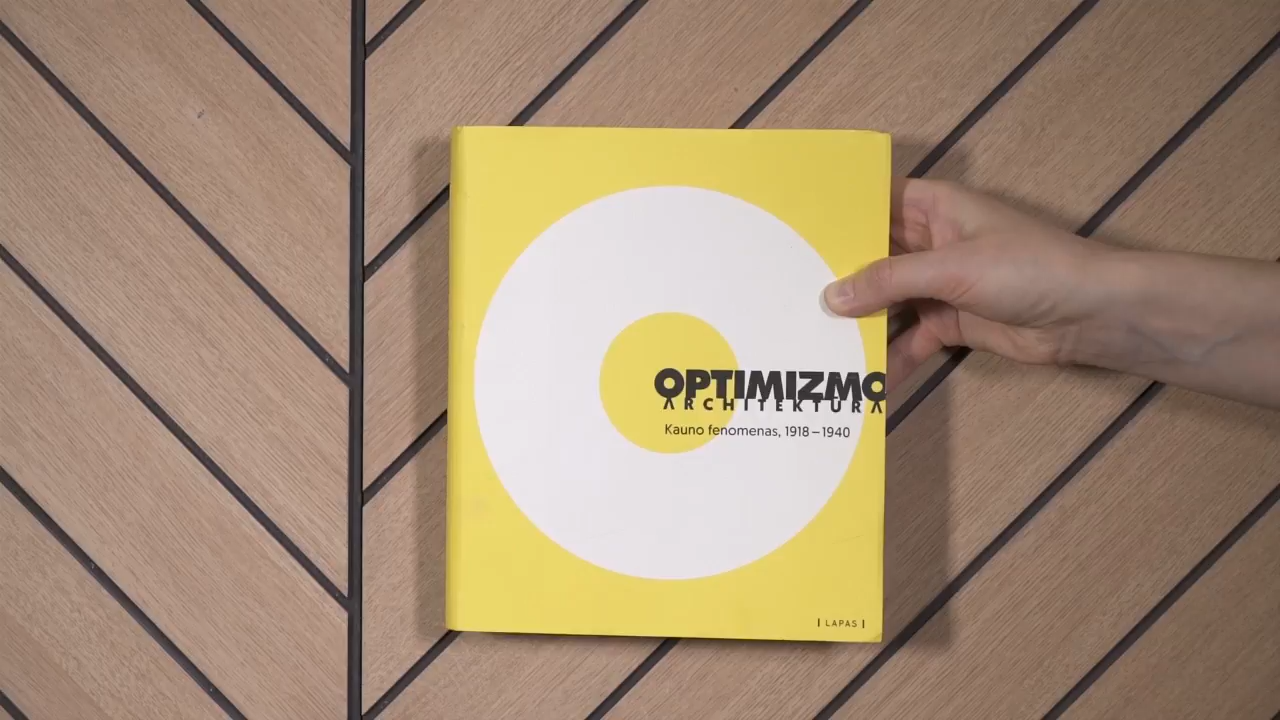 OPTIMIZMO
ARCHITEKTŪRA
Kauno fenomenas, 1918–1940
| LAPAS |